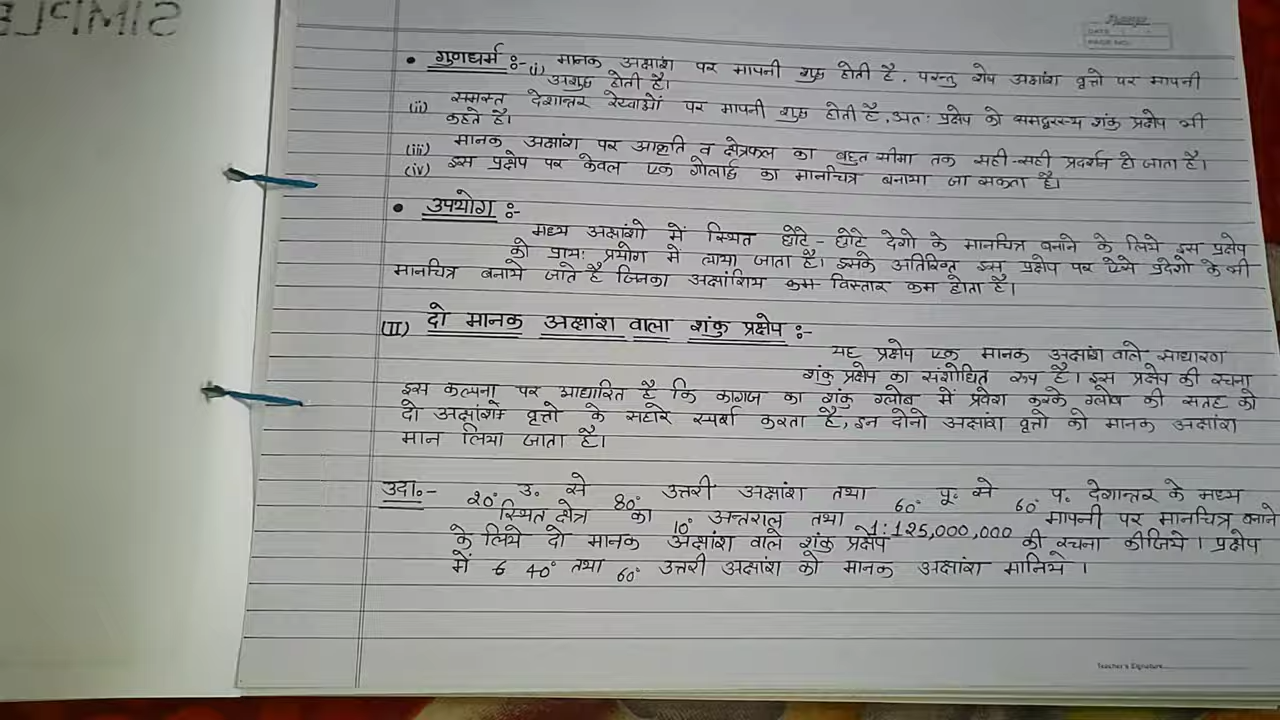 SIMPLE
DATE
PAGE NO.
• गुणधर्म :- (i) मानक अक्षांश पर मापनी शुद्ध होती है, परन्तु शेष अक्षांश वृत्तो पर मापनी
अशुद्ध होती है।
(ii) समस्त देशान्तर रेखाओं पर मापनी शुद्ध होती है, अतः प्रक्षेप को समदूरस्थ शंकु प्रक्षेप भी
कहते है।
(iii) मानक अक्षांश पर आकृति व क्षेत्रफल का बहुत सीमा तक सही-सही प्रदर्शन हो जाता है।
(iv) इस प्रक्षेप पर केवल एक गोलार्द्ध का मानचित्र बनाया जा सकता है।
• उपयोग :-
मध्य अक्षांशो में स्थित छोटे-छोटे देशो के मानचित्र बनाने के लिये इस प्रक्षेप
को प्रायः प्रयोग मे लाया जाता है। इसके अतिरिक्त इस प्रक्षेप पर ऐसे प्रदेशो के भी
मानचित्र बनाये जाते है जिनका अक्षांशिय कम विस्तार कम होता है।
(II) दो मानक अक्षांश वाला शंकु प्रक्षेप :-
यह प्रक्षेप एक मानक अक्षांश वाले साधारण
शंकु प्रक्षेप का संशोधित रूप है। इस प्रक्षेप की रचना
इस कल्पना पर आधारित है कि कागज का शंकु ग्लोब में प्रवेश करके ग्लोब की सतह को
दो अक्षांश वृत्तो के सहारे स्पर्श करता है, इन दोनो अक्षांश वृत्तो को मानक अक्षांश
मान लिया जाता है।
उदा०- 20° उ. से 80° उत्तरी अक्षांश तथा 60° पू. से 60° प. देशान्तर के मध्य
स्थित क्षेत्र का 10° अन्तराल तथा 1:125,000,000 मापनी पर मानचित्र बनाने
के लिये दो मानक अक्षांश वाले शंकु प्रक्षेप की रचना कीजिये। प्रक्षेप
में 40° तथा 60° उत्तरी अक्षांश को मानक अक्षांश मानिये।
Teacher's Signature